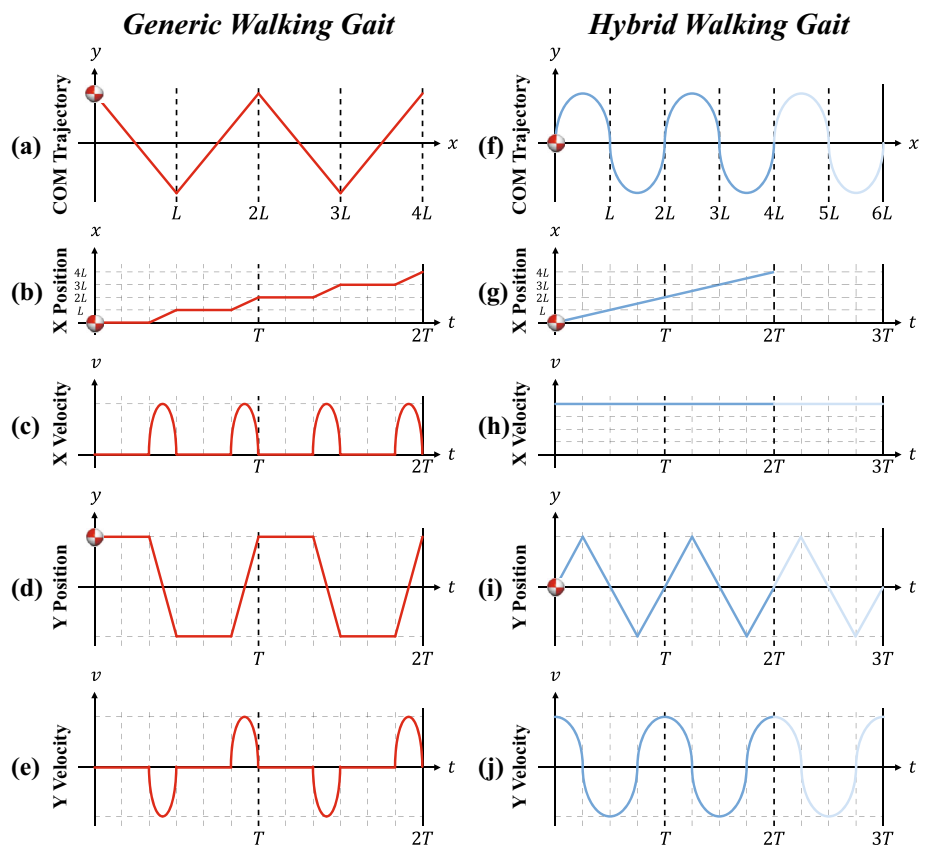 Generic Walking Gait
Hybrid Walking Gait
(a)
COM Trajectory
y
x
L
2L
3L
4L
(b)
X Position
x
4L
3L
2L
L
t
T
2T
(c)
X Velocity
v
t
T
2T
(d)
Y Position
y
t
T
2T
(e)
Y Velocity
v
t
T
2T
(f)
COM Trajectory
y
x
L
2L
3L
4L
5L
6L
(g)
X Position
x
4L
3L
2L
L
t
T
2T
3T
(h)
X Velocity
v
t
T
2T
3T
(i)
Y Position
y
t
T
2T
3T
(j)
Y Velocity
v
t
T
2T
3T